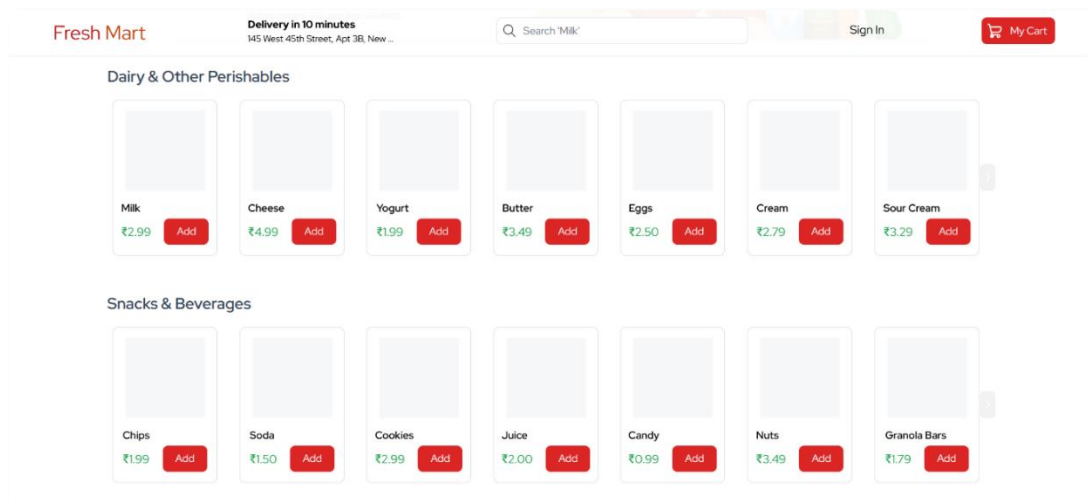 Fresh Mart
Delivery in 10 minutes
145 West 45th Street, Apt 3B, New ...
Search 'Milk'
Sign In
My Cart
Dairy & Other Perishables
Milk
₹2.99 Add
Cheese
₹4.99 Add
Yogurt
₹1.99 Add
Butter
₹3.49 Add
Eggs
₹2.50 Add
Cream
₹2.79 Add
Sour Cream
₹3.29 Add
Snacks & Beverages
Chips
₹1.99 Add
Soda
₹1.50 Add
Cookies
₹2.99 Add
Juice
₹2.00 Add
Candy
₹0.99 Add
Nuts
₹3.49 Add
Granola Bars
₹1.79 Add